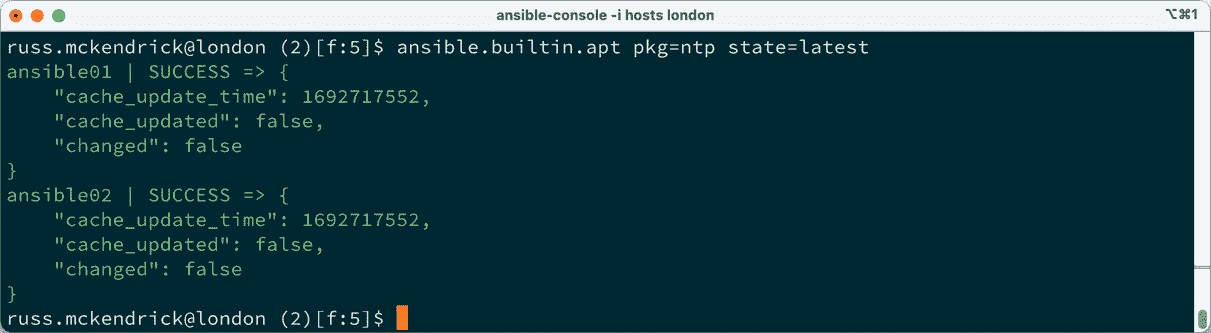 ansible-console -i hosts london
⌥⌘1
russ.mckendrick@london (2)[f:5]$ ansible.builtin.apt pkg=ntp state=latest
ansible01 | SUCCESS => {
    "cache_update_time": 1692717552,
    "cache_updated": false,
    "changed": false
}
ansible02 | SUCCESS => {
    "cache_update_time": 1692717552,
    "cache_updated": false,
    "changed": false
}
russ.mckendrick@london (2)[f:5]$